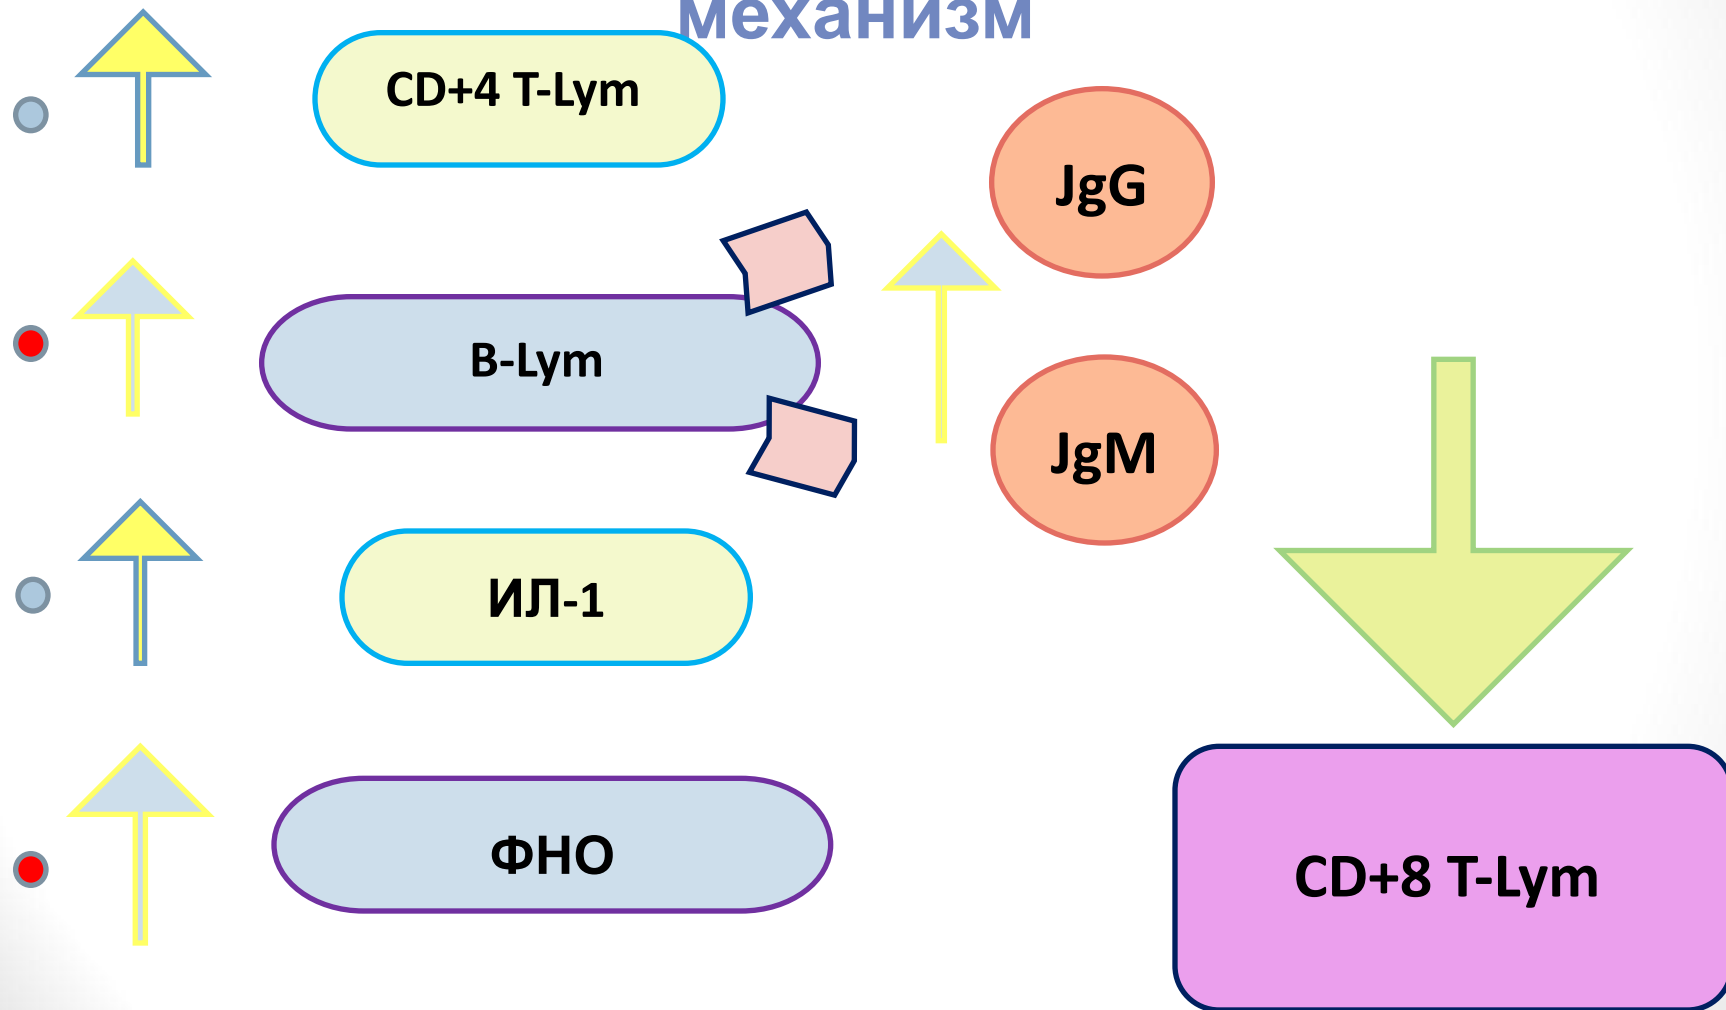 механизм
CD+4 T-Lym
JgG
B-Lym
JgM
ИЛ-1
ФНО
CD+8 T-Lym